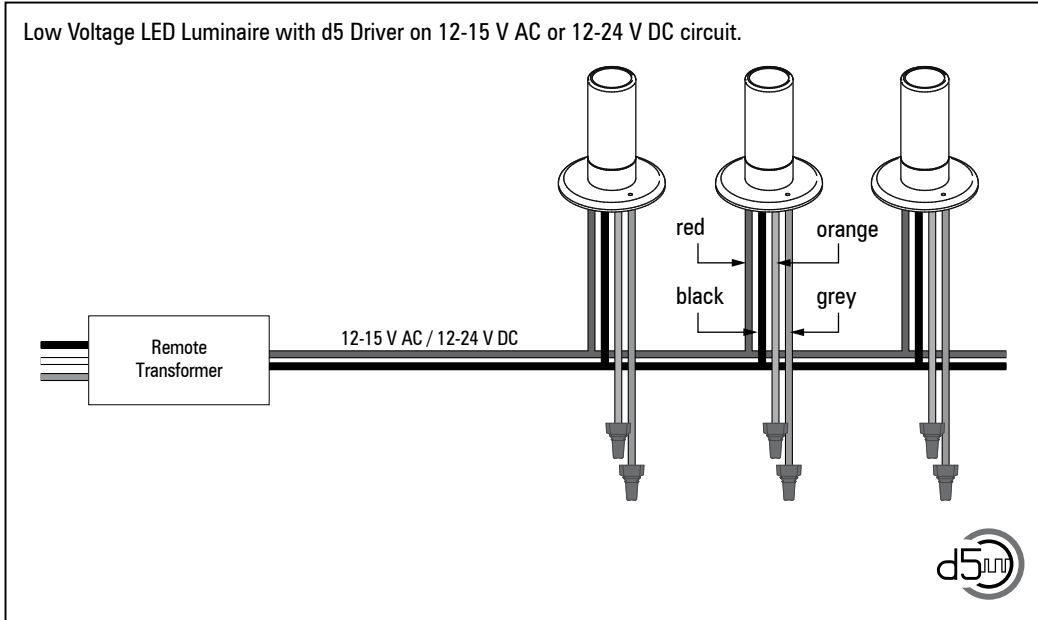 Low Voltage LED Luminaire with d5 Driver on 12-15 V AC or 12-24 V DC circuit.
red
orange
black
grey
12-15 V AC / 12-24 V DC
Remote
Transformer
d5